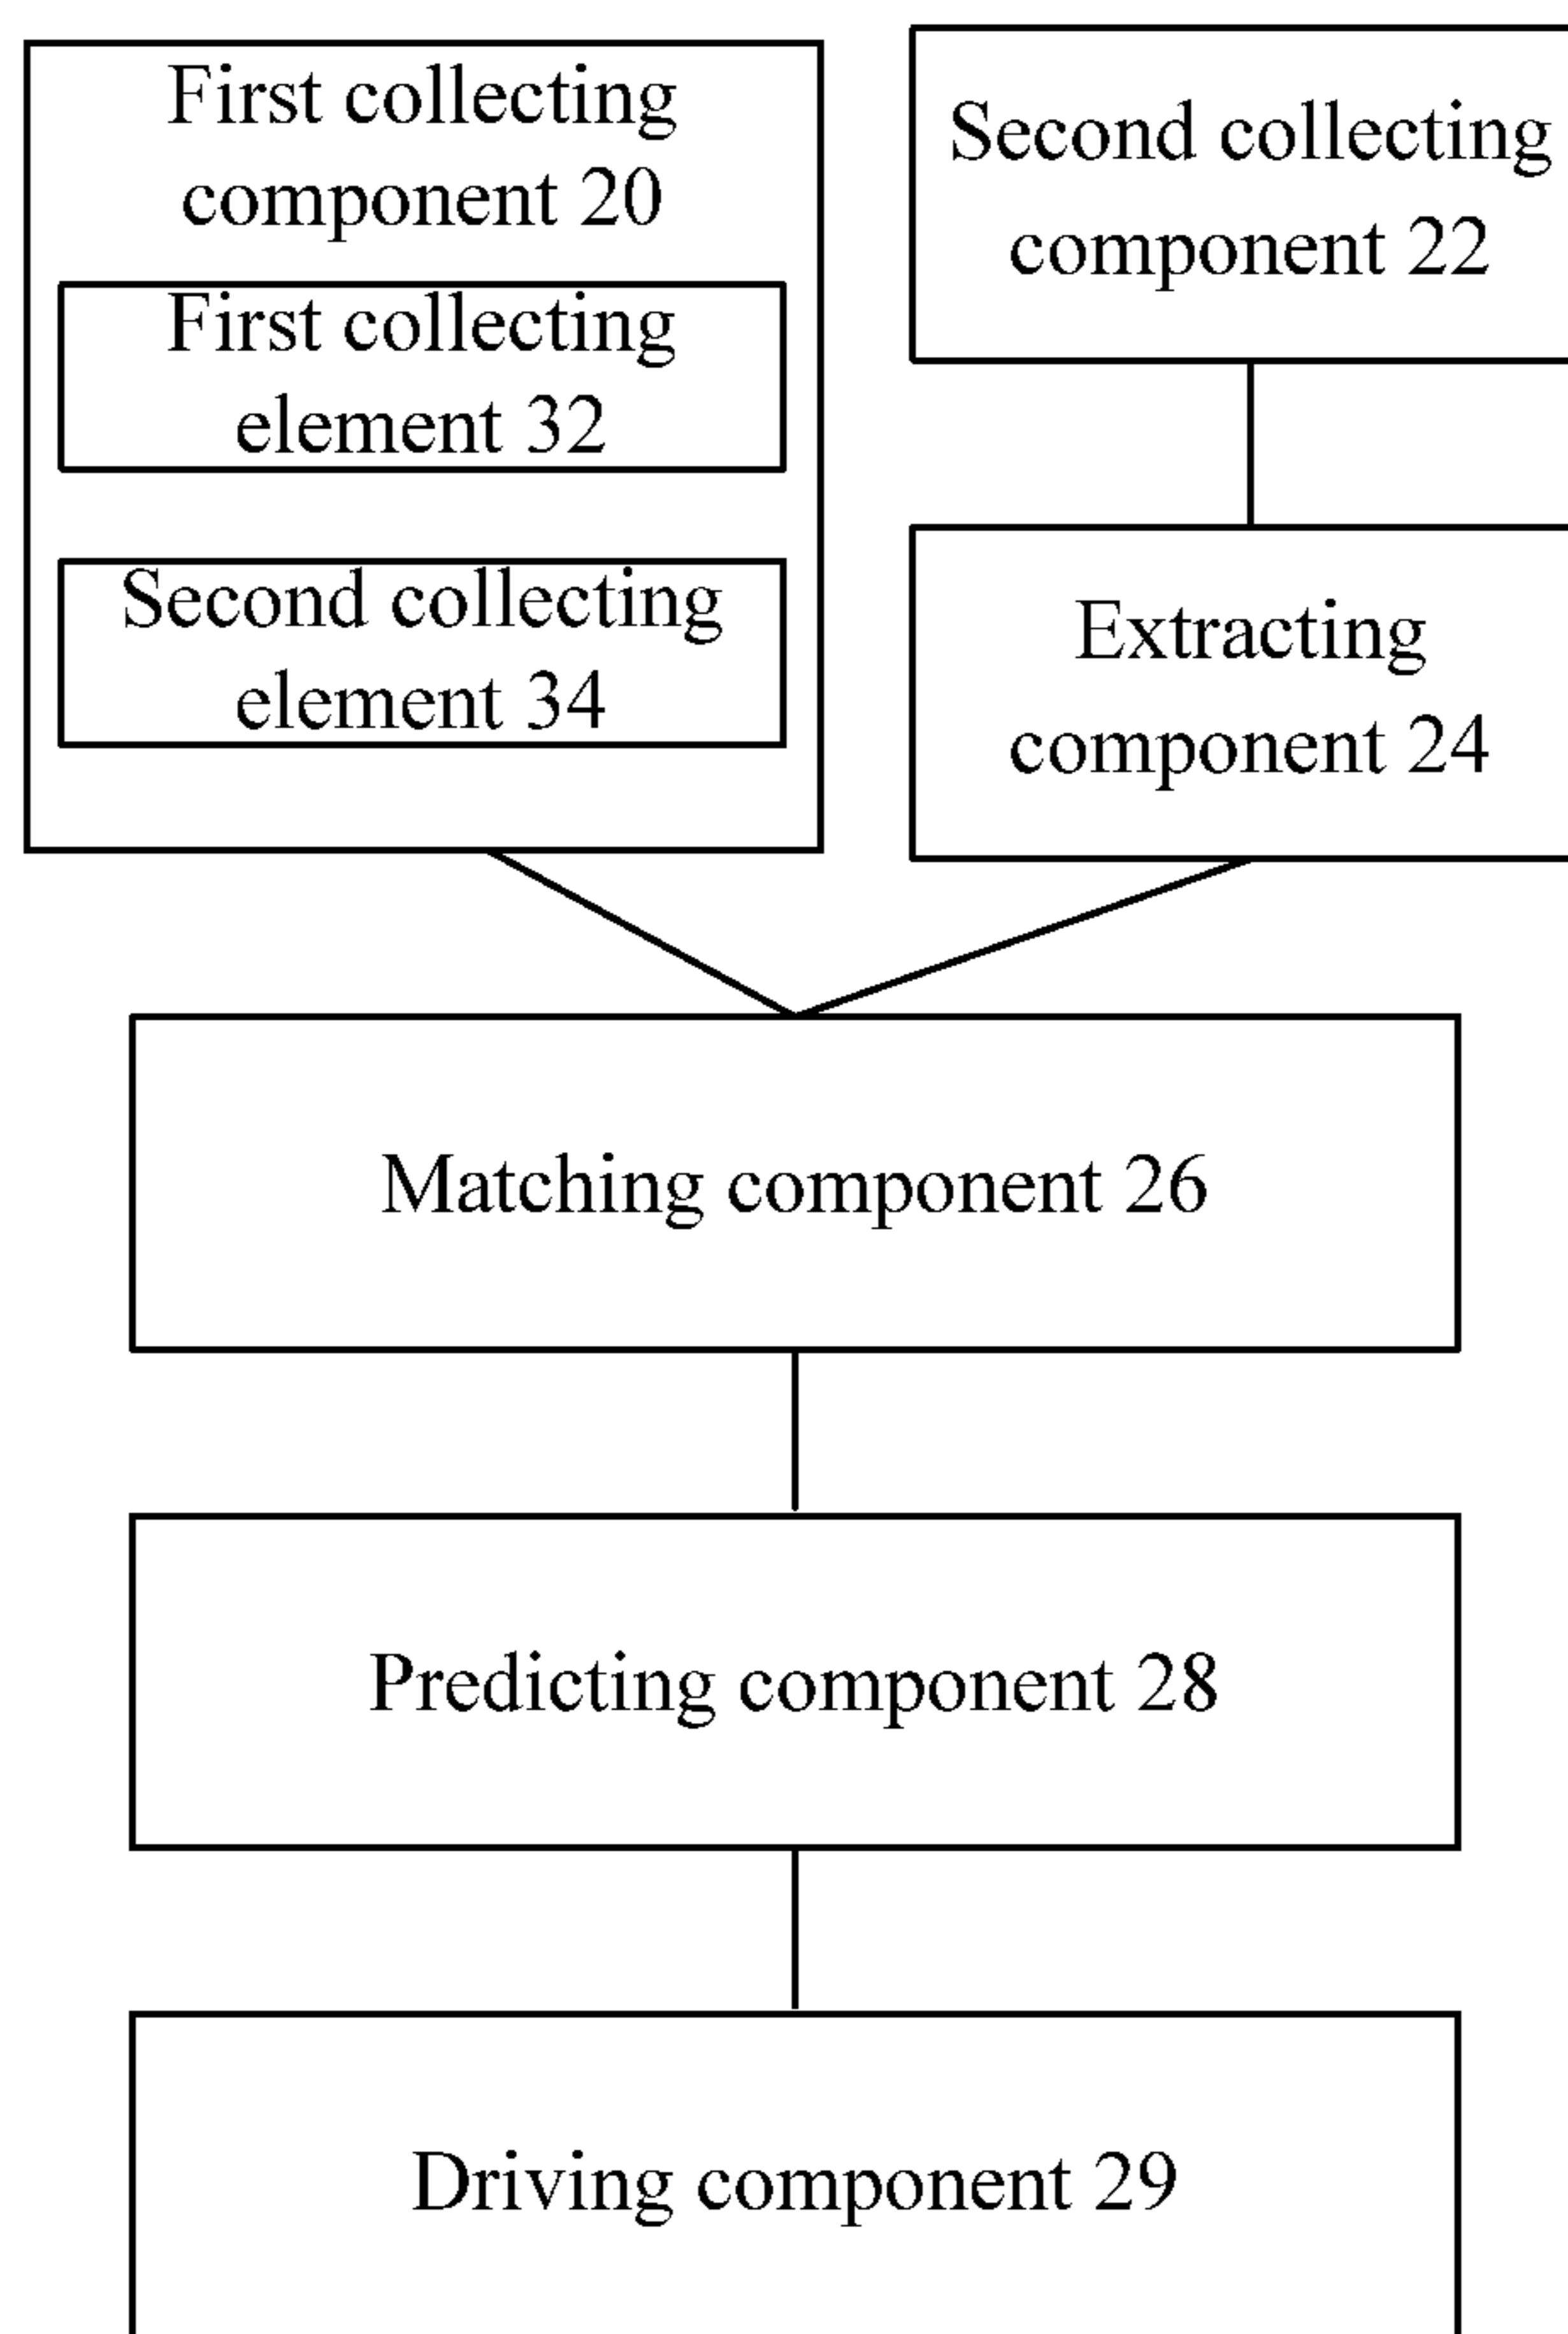 First collecting
component 20
First collecting
element 32
Second collecting
element 34
Second collecting
component 22
Extracting
component 24
Matching component 26
Predicting component 28
Driving component 29